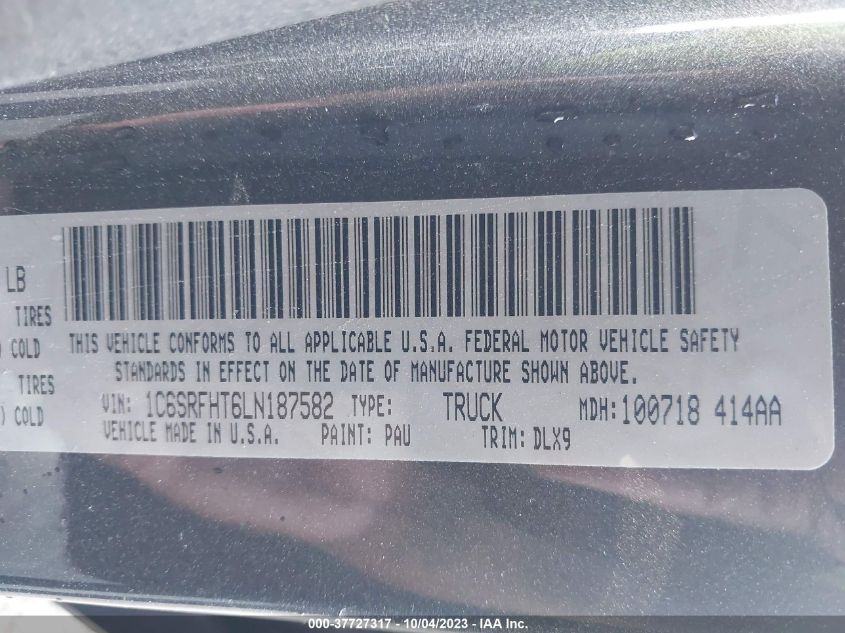 LB
TIRES
) COLD
TIRES
) COLD
THIS VEHICLE CONFORMS TO ALL APPLICABLE U.S.A. FEDERAL MOTOR VEHICLE SAFETY
STANDARDS IN EFFECT ON THE DATE OF MANUFACTURE SHOWN ABOVE.
VIN: 1C6SRFHT6LN187582 TYPE: TRUCK MDH:100718 414AA
VEHICLE MADE IN U.S.A. PAINT: PAU TRIM: DLX9
000-37727317 - 10/04/2023 - IAA Inc.